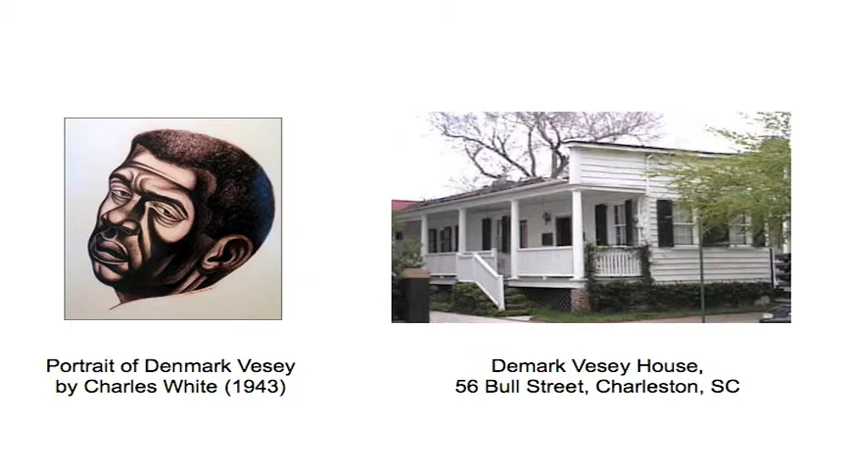 Portrait of Denmark Vesey
by Charles White (1943)
Demark Vesey House,
56 Bull Street, Charleston, SC